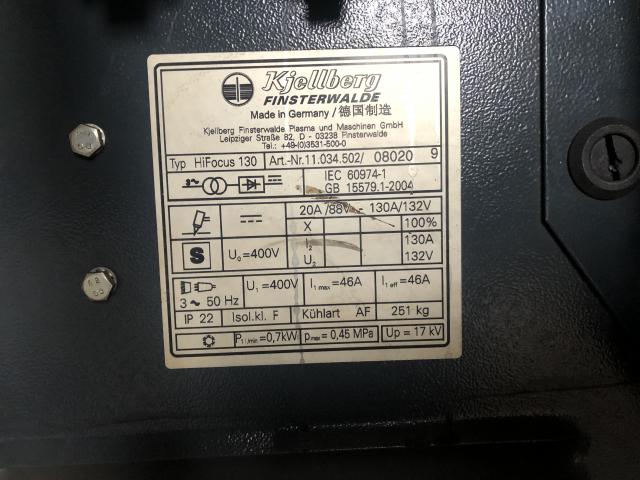 Kjellberg
FINSTERWALDE
Made in Germany / 德国制造
Kjellberg Finsterwalde Plasma und Maschinen GmbH
Leipziger Straße 82, D - 03238 Finsterwalde
Tel.: +49-(0)3531-500-0
Typ HiFocus 130 Art.-Nr.11.034.502/ 08020 9
3~ IEC 60974-1
GB 15579.1-2004
20A /88V - 130A/132V
X 100%
S U₀=400V I₂ 130A
U₂ 132V
3~ 50 Hz U₁=400V I₁ max=46A I₁ eff=46A
IP 22 Isol.kl. F Kühlart AF 251 kg
P₁/min=0,7kW pmax=0,45 MPa Up = 17 kV